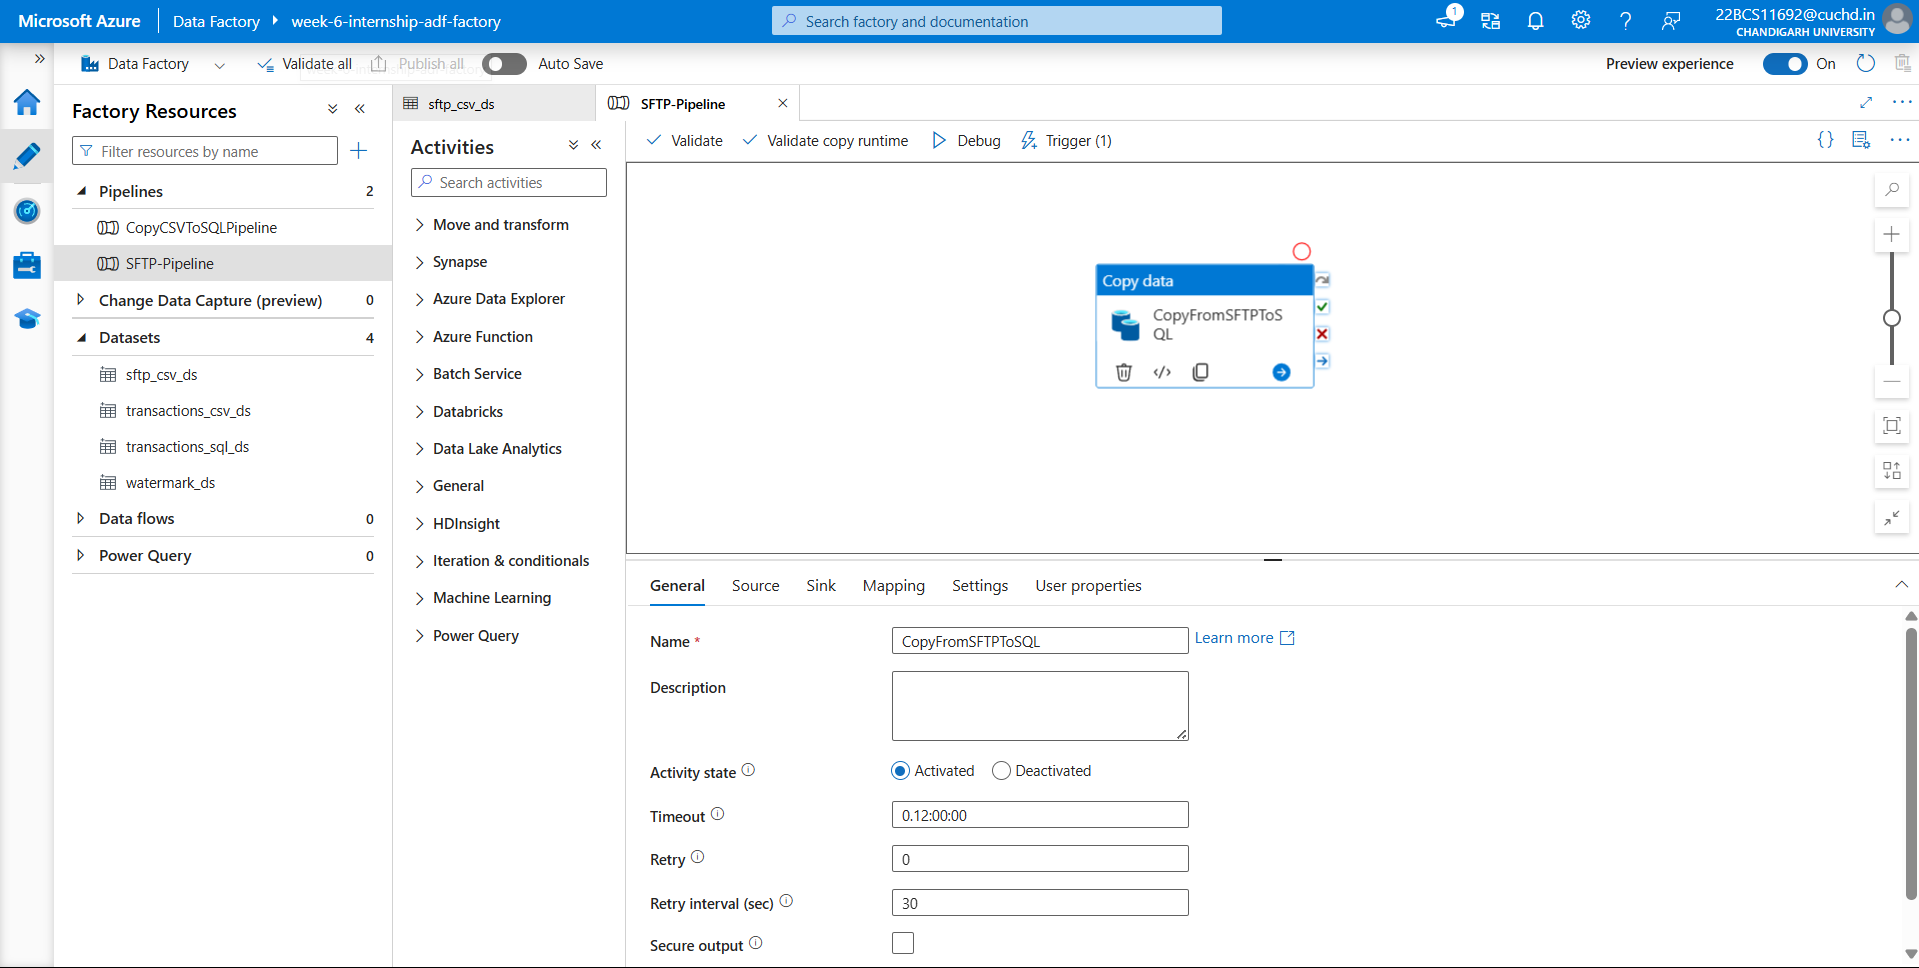 Microsoft Azure
Data Factory
week-6-internship-adf-factory
Search factory and documentation
1
22BCS11692@cuchd.in
CHANDIGARH UNIVERSITY
Data Factory
Validate all
Publish all
Auto Save
Preview experience
On
Factory Resources
Filter resources by name
Pipelines 2
CopyCSVToSQLPipeline
SFTP-Pipeline
Change Data Capture (preview) 0
Datasets 4
sftp_csv_ds
transactions_csv_ds
transactions_sql_ds
watermark_ds
Data flows 0
Power Query 0
sftp_csv_ds
SFTP-Pipeline
Activities
Search activities
Move and transform
Synapse
Azure Data Explorer
Azure Function
Batch Service
Databricks
Data Lake Analytics
General
HDInsight
Iteration & conditionals
Machine Learning
Power Query
Validate
Validate copy runtime
Debug
Trigger (1)
Copy data
CopyFromSFTPToS
QL
General
Source
Sink
Mapping
Settings
User properties
Name *
CopyFromSFTPToSQL
Learn more
Description
Activity state
Activated
Deactivated
Timeout
0.12:00:00
Retry
0
Retry interval (sec)
30
Secure output